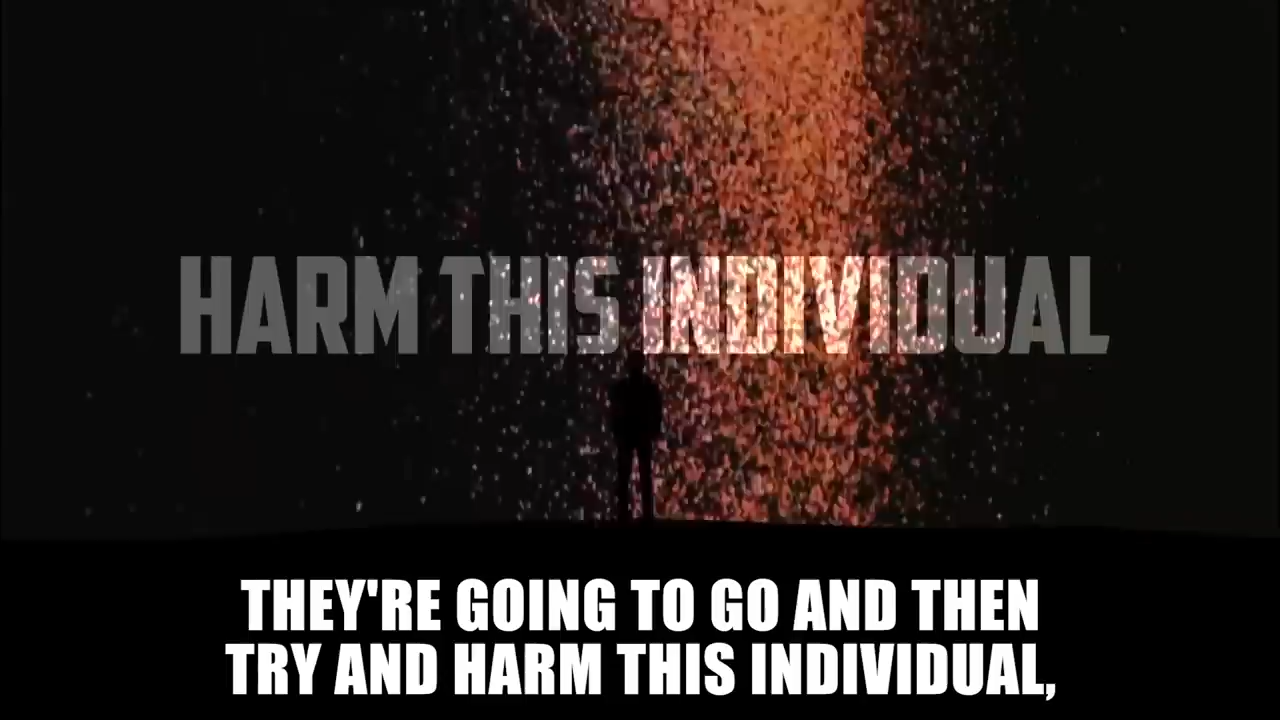 HARM THIS INDIVIDUAL
THEY'RE GOING TO GO AND THEN
TRY AND HARM THIS INDIVIDUAL,